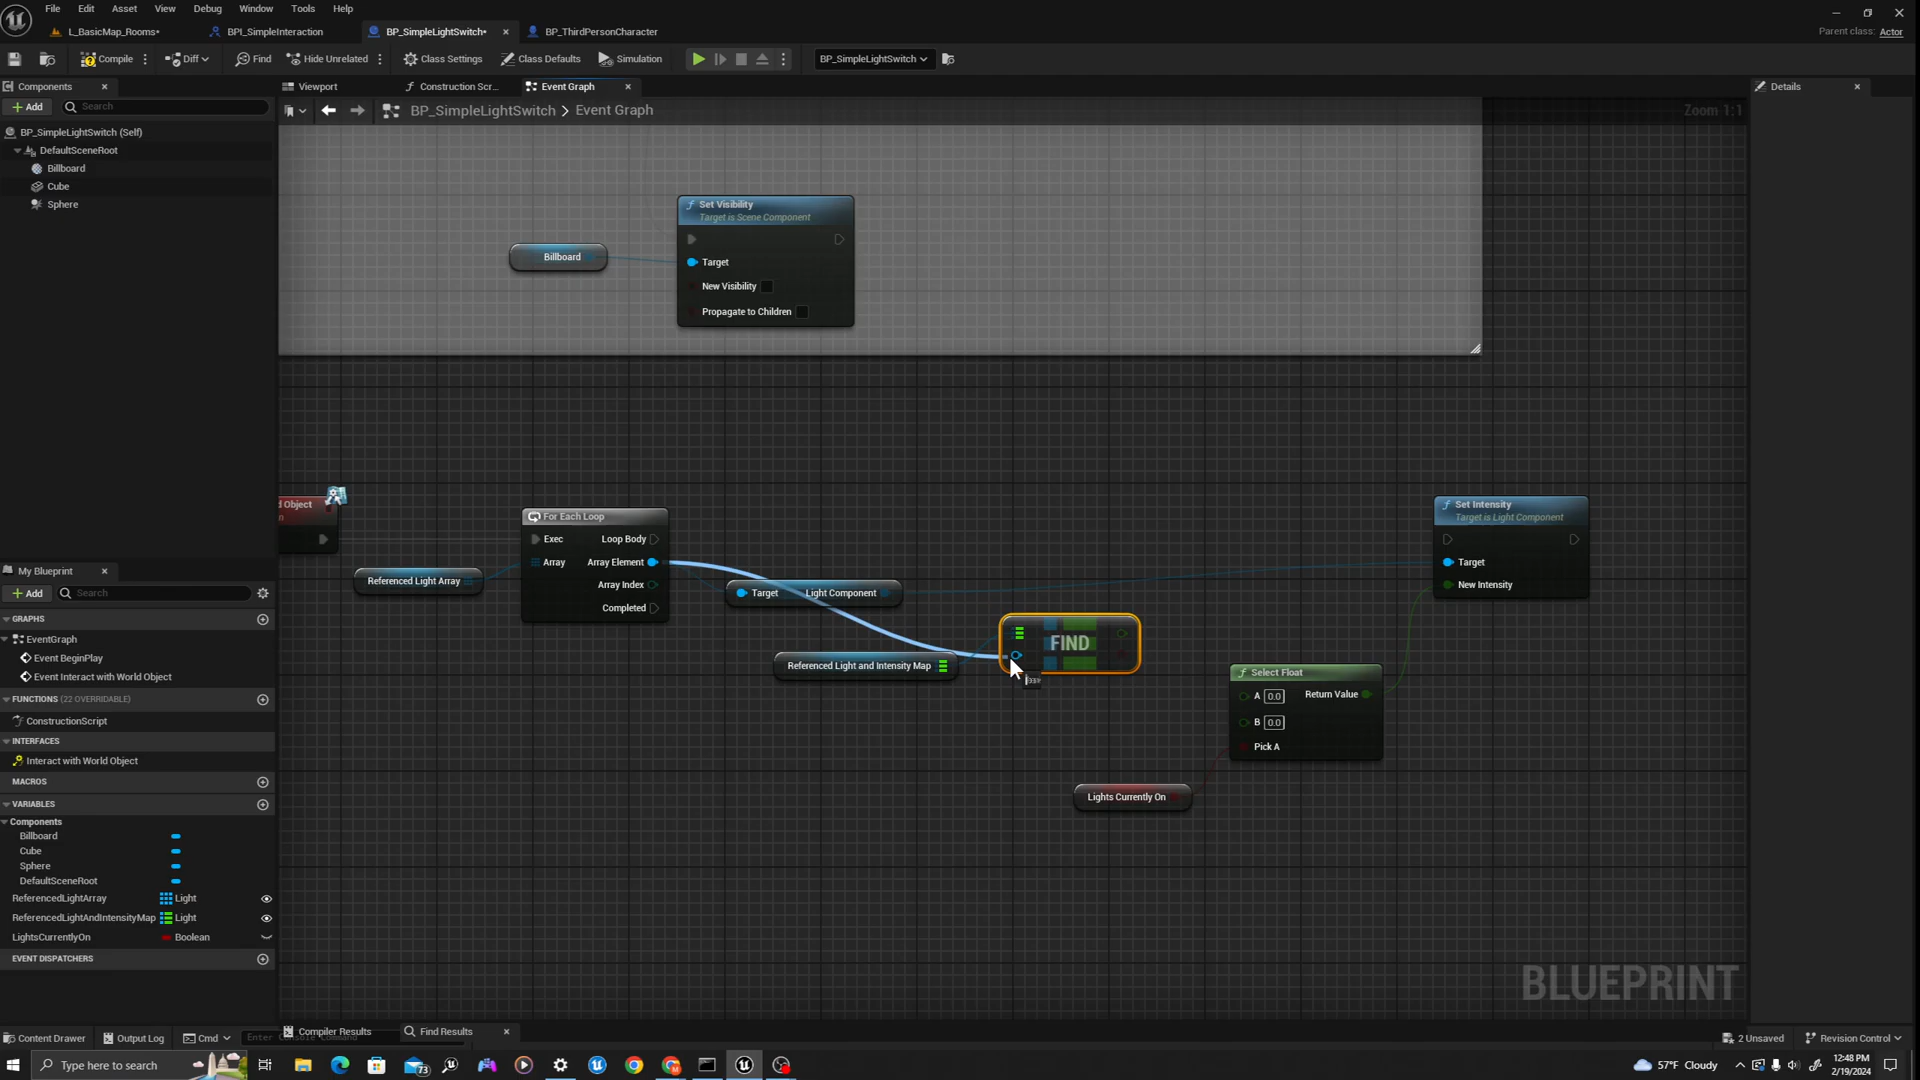 File Edit Asset View Debug Window Tools Help
L_BasicMap_Rooms*
BPI_SimpleInteraction
BP_SimpleLightSwitch*
BP_ThirdPersonCharacter
Parent class: Actor
Compile
Diff
Find
Hide Unrelated
Class Settings
Class Defaults
Simulation
BP_SimpleLightSwitch
Components
Viewport
Construction Scr...
Event Graph
Details
Add
Search
BP_SimpleLightSwitch > Event Graph
Zoom 1:1
BP_SimpleLightSwitch (Self)
DefaultSceneRoot
Billboard
Cube
Sphere
Set Visibility
Target is Scene Component
Billboard
Target
New Visibility
Propagate to Children
d Object
For Each Loop
Exec Loop Body
Array Array Element
Array Index
Completed
Referenced Light Array
Target Light Component
Referenced Light and Intensity Map
FIND
Set Intensity
Target is Light Component
Target
New Intensity
Select Float
A 0.0 Return Value
B 0.0
Pick A
Lights Currently On
BLUEPRINT
My Blueprint
Add
Search
GRAPHS
EventGraph
Event BeginPlay
Event Interact with World Object
FUNCTIONS (22 OVERRIDABLE)
ConstructionScript
INTERFACES
Interact with World Object
MACROS
VARIABLES
Components
Billboard
Cube
Sphere
DefaultSceneRoot
ReferencedLightArray Light
ReferencedLightAndIntensityMap Light
LightsCurrentlyOn Boolean
EVENT DISPATCHERS
Compiler Results
Find Results
Content Drawer
Output Log
Cmd
Enter Console Command
2 Unsaved
Revision Control
Type here to search
73
57°F Cloudy
12:48 PM
2/19/2024